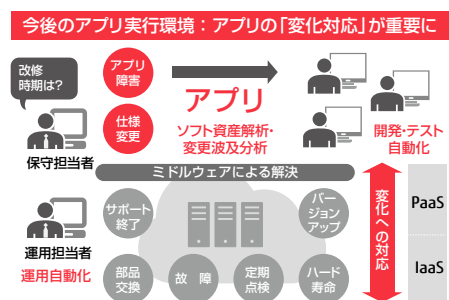 今後のアプリ実行環境：アプリの「変化対応」が重要に
改修
時期は?
アプリ
障害
仕様
変更
保守担当者
アプリ
ソフト資産解析・
変更波及分析
開発・テスト
自動化
ミドルウェアによる解決
サポート
終了
バー
ジョン
アップ
運用担当者
運用自動化
部品
交換
故 障
定期
点検
ハード
寿命
変化への対応
PaaS
IaaS